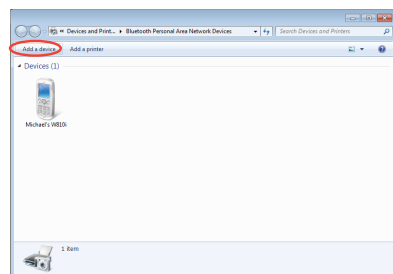 Devices and Print... ▸ Bluetooth Personal Area Network Devices
Search Devices and Printers
Add a device
Add a printer
Devices (1)
Michael's W810i
1 item